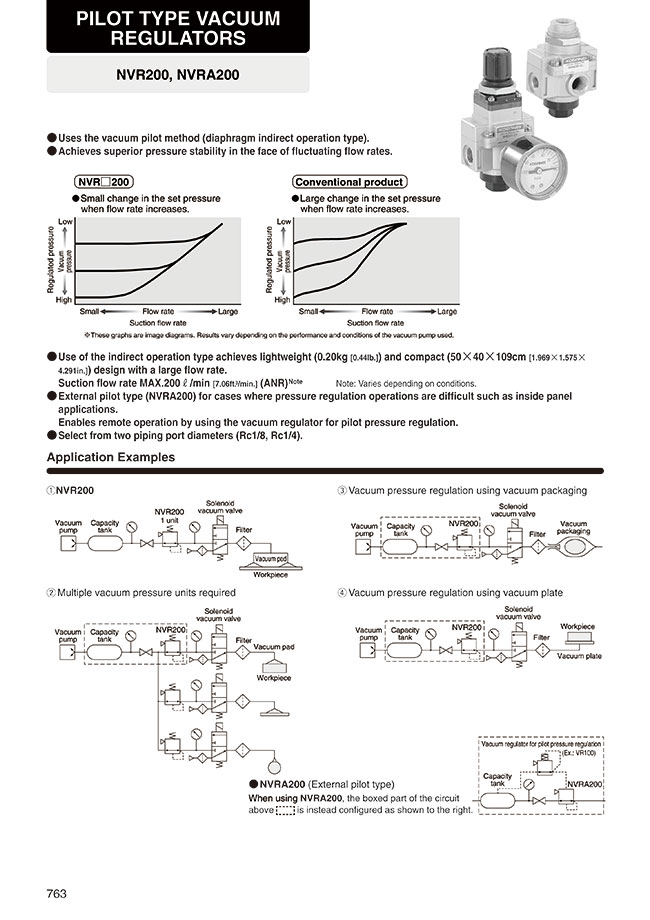 PILOT TYPE VACUUM
REGULATORS
NVR200, NVRA200
●Uses the vacuum pilot method (diaphragm indirect operation type).
●Achieves superior pressure stability in the face of fluctuating flow rates.
NVR□200
●Small change in the set pressure
when flow rate increases.
Low
Regulated pressure
Vacuum pressure
High
Small
Flow rate
Large
Suction flow rate
Conventional product
●Large change in the set pressure
when flow rate increases.
Low
Regulated pressure
Vacuum pressure
High
Small
Flow rate
Large
Suction flow rate
※These graphs are image diagrams. Results vary depending on the performance and conditions of the vacuum pump used.
●Use of the indirect operation type achieves lightweight (0.20kg [0.44lb.]) and compact (50×40×109cm [1.969×1.575×
4.291in.]) design with a large flow rate.
Suction flow rate MAX.200 ℓ/min [7.06ft³/min.] (ANR)Note
Note: Varies depending on conditions.
●External pilot type (NVRA200) for cases where pressure regulation operations are difficult such as inside panel
applications.
Enables remote operation by using the vacuum regulator for pilot pressure regulation.
●Select from two piping port diameters (Rc1/8, Rc1/4).
Application Examples
①NVR200
Vacuum
pump
Capacity
tank
NVR200
1 unit
Solenoid
vacuum valve
Filter
Vacuum pad
Workpiece
③Vacuum pressure regulation using vacuum packaging
Vacuum
pump
Capacity
tank
NVR200
Solenoid
vacuum valve
Filter
Vacuum
packaging
②Multiple vacuum pressure units required
Vacuum
pump
Capacity
tank
NVR200
Solenoid
vacuum valve
Filter
Vacuum pad
Workpiece
④Vacuum pressure regulation using vacuum plate
Vacuum
pump
Capacity
tank
NVR200
Solenoid
vacuum valve
Filter
Workpiece
Vacuum plate
●NVRA200 (External pilot type)
When using NVRA200, the boxed part of the circuit
above is instead configured as shown to the right.
Vacuum regulator for pilot pressure regulation
(Ex.: VR100)
Capacity
tank
NVRA200
763